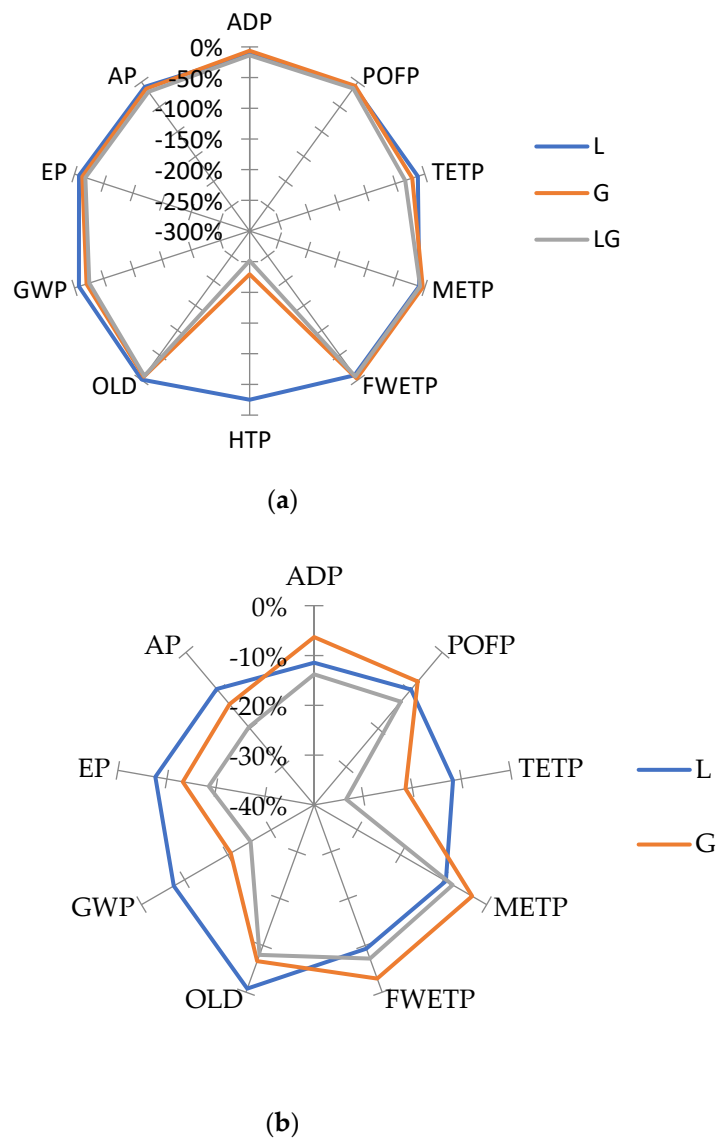 ADP
0%
-50%
-100%
-150%
-200%
-250%
-300%
AP
POFP
EP
TETP
GWP
METP
OLD
FWETP
HTP
L
G
LG
(a)
ADP
0%
-10%
-20%
-30%
-40%
AP
POFP
EP
TETP
GWP
METP
OLD
FWETP
L
G
(b)